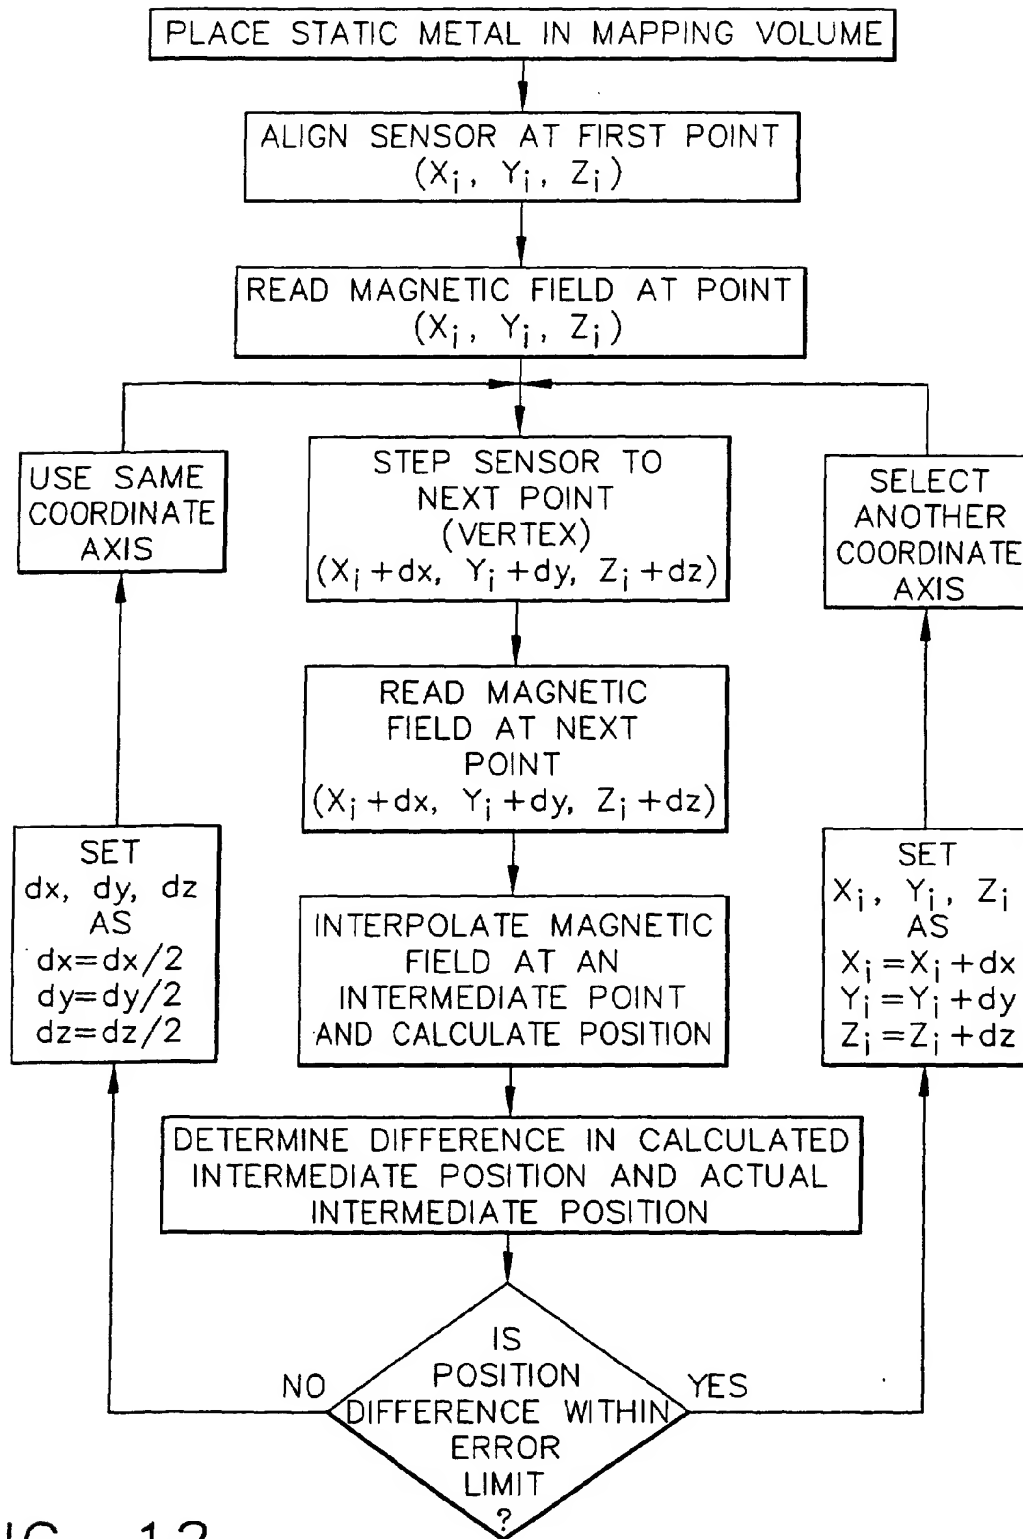 PLACE STATIC METAL IN MAPPING VOLUME
ALIGN SENSOR AT FIRST POINT
(Xi, Yi, Zi)
READ MAGNETIC FIELD AT POINT
(Xi, Yi, Zi)
USE SAME
COORDINATE
AXIS
STEP SENSOR TO
NEXT POINT
(VERTEX)
(Xi+dx, Yi+dy, Zi+dz)
SELECT
ANOTHER
COORDINATE
AXIS
READ MAGNETIC
FIELD AT NEXT
POINT
(Xi+dx, Yi+dy, Zi+dz)
SET
dx, dy, dz
AS
dx=dx/2
dy=dy/2
dz=dz/2
INTERPOLATE MAGNETIC
FIELD AT AN
INTERMEDIATE POINT
AND CALCULATE POSITION
SET
Xi, Yi, Zi
AS
Xi=Xi+dx
Yi=Yi+dy
Zi=Zi+dz
DETERMINE DIFFERENCE IN CALCULATED
INTERMEDIATE POSITION AND ACTUAL
INTERMEDIATE POSITION
IS
POSITION
DIFFERENCE WITHIN
ERROR
LIMIT
?
NO
YES